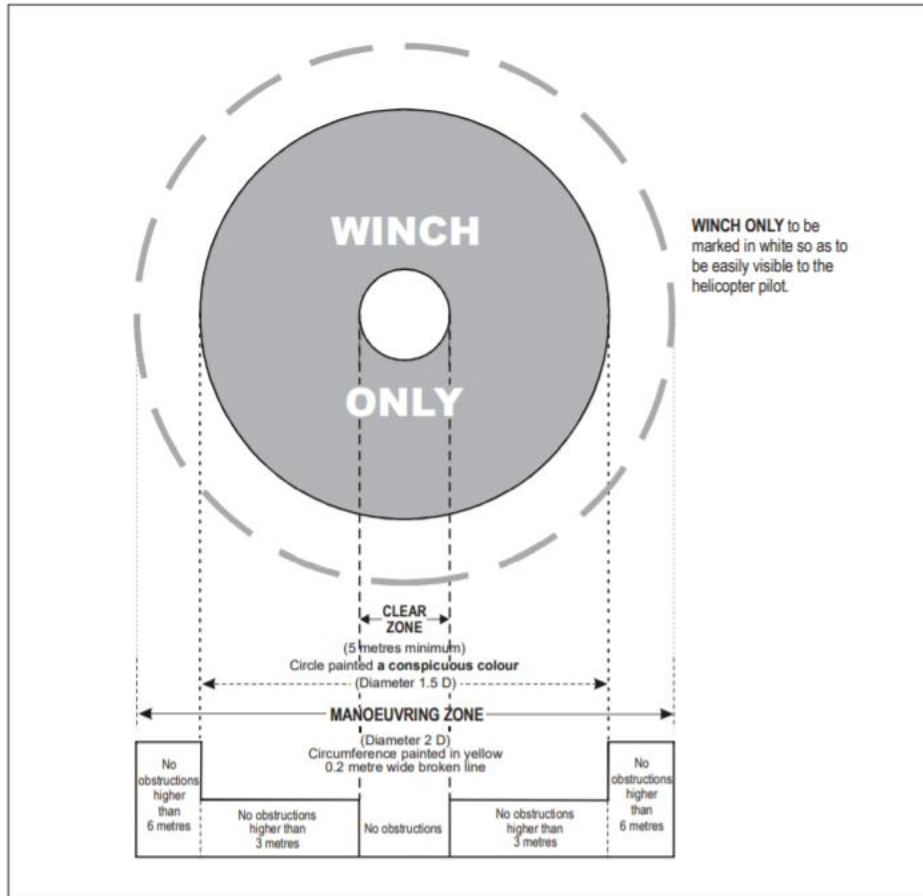 WINCH
ONLY
WINCH ONLY to be
marked in white so as to
be easily visible to the
helicopter pilot.
CLEAR
ZONE
(5 metres minimum)
Circle painted a conspicuous colour
(Diameter 1.5 D)
MANOEUVRING ZONE
(Diameter 2 D)
Circumference painted in yellow
0.2 metre wide broken line
No
obstructions
higher
than
6 metres
No obstructions
higher than
3 metres
No obstructions
No obstructions
higher than
3 metres
No
obstructions
higher
than
6 metres